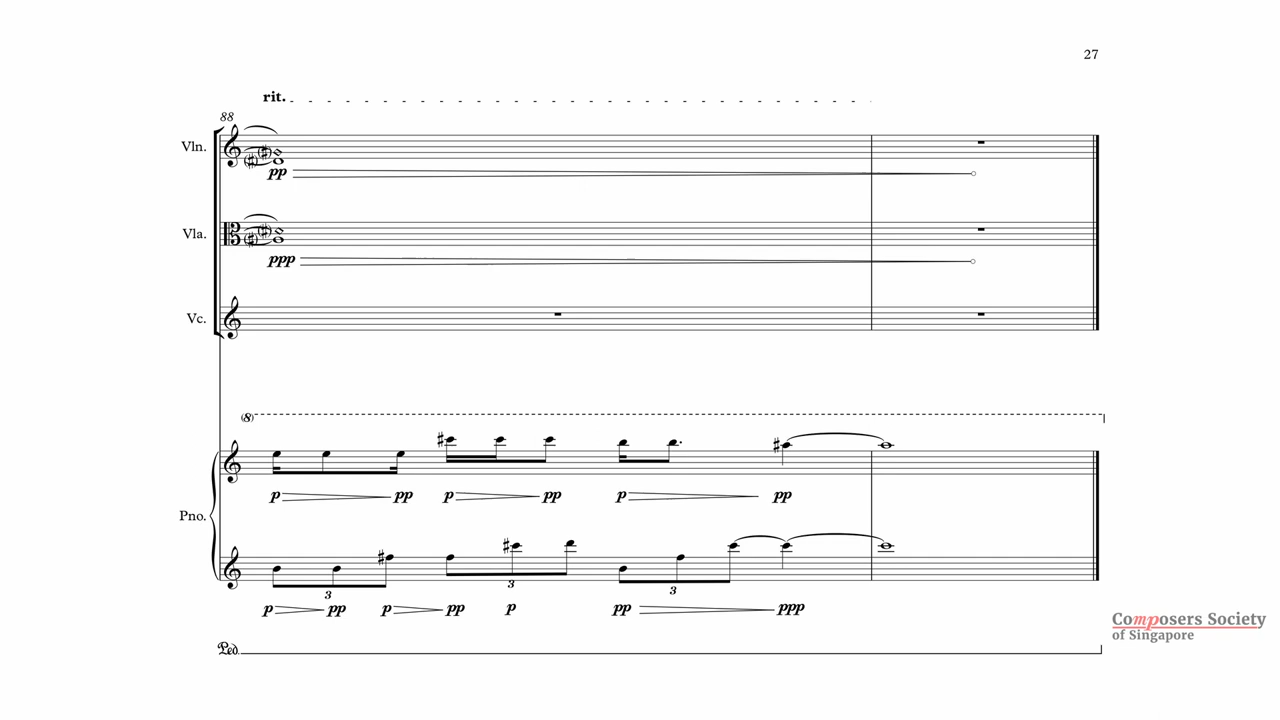 27
rit.
88
Vln.
pp
Vla.
ppp
Vc.
(8)
p pp p pp p pp
Pno.
3 3 3
p pp p pp p pp ppp
Ped.
Composers Society
of Singapore